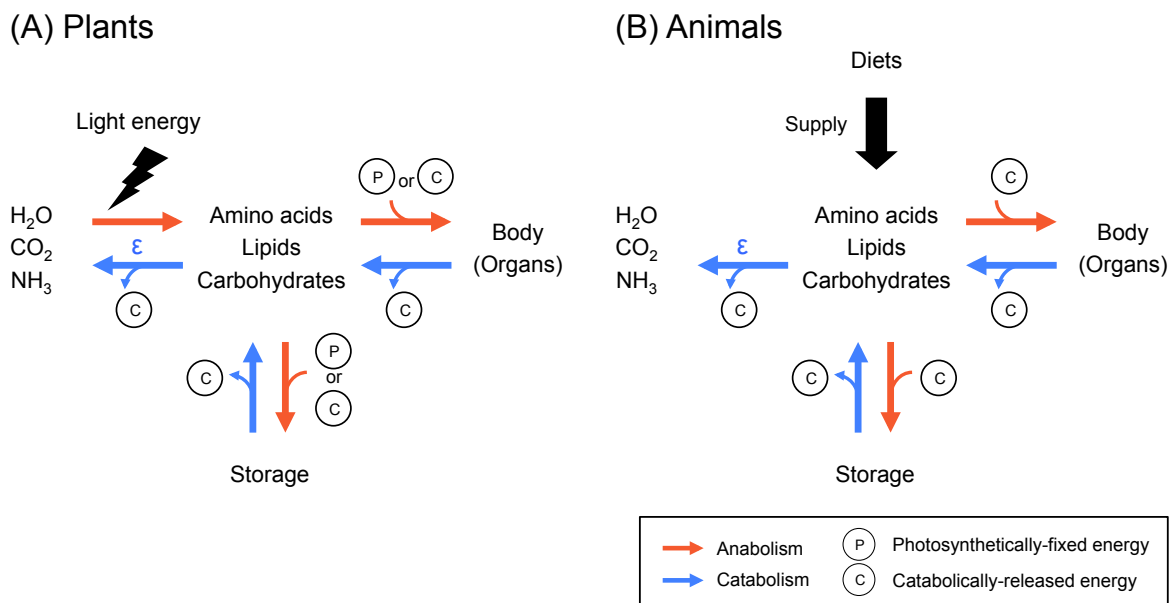 (A) Plants
Light energy
P or C
H₂O
CO₂
NH₃
ε
C
Amino acids
Lipids
Carbohydrates
C
Body
(Organs)
C
P
or
C
Storage
(B) Animals
Diets
Supply
C
H₂O
CO₂
NH₃
ε
C
Amino acids
Lipids
Carbohydrates
C
Body
(Organs)
C
C
Storage
Anabolism
P Photosynthetically-fixed energy
Catabolism
C Catabolically-released energy